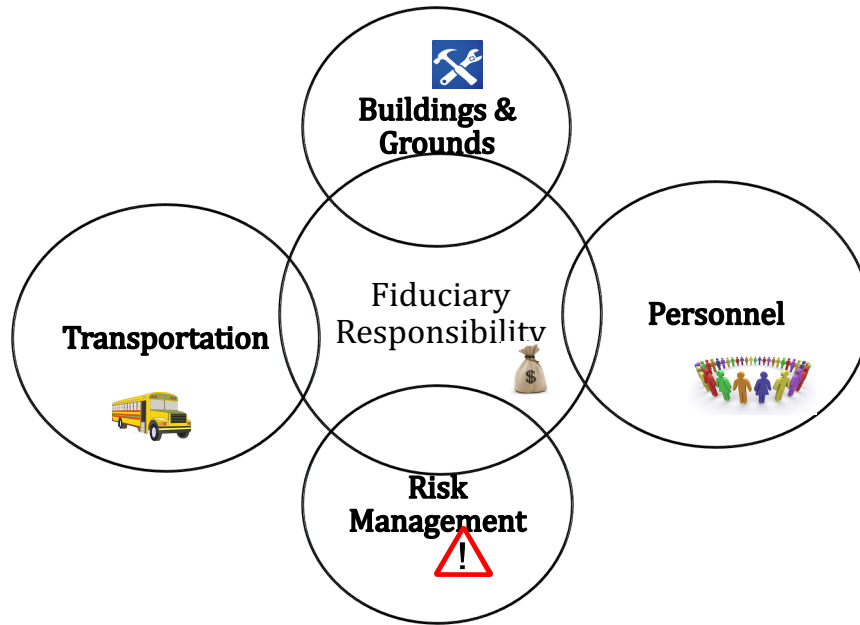 Buildings &
Grounds
Fiduciary
Responsibility
Transportation
Personnel
$
Risk
Management
!